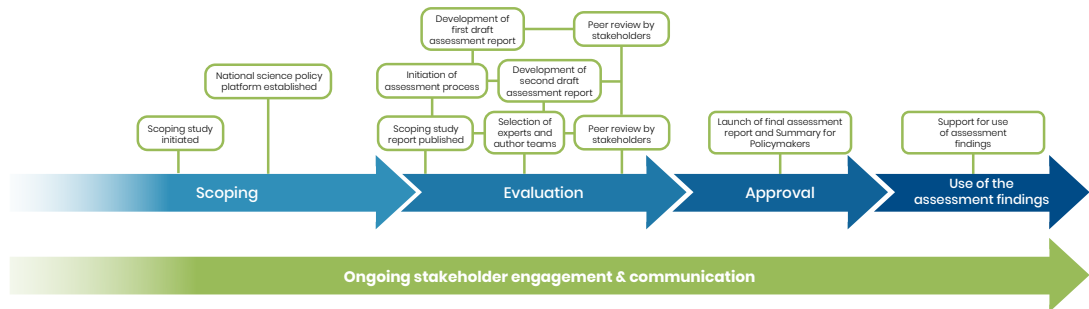 Development of
first draft
assessment report
Peer review by
stakeholders
National science policy
platform established
Initiation of
assessment process
Development of
second draft
assessment report
Scoping study
initiated
Scoping study
report published
Selection of
experts and
author teams
Peer review by
stakeholders
Launch of final assessment
report and Summary for
Policymakers
Support for use
of assessment
findings
Scoping
Evaluation
Approval
Use of the
assessment findings
Ongoing stakeholder engagement & communication